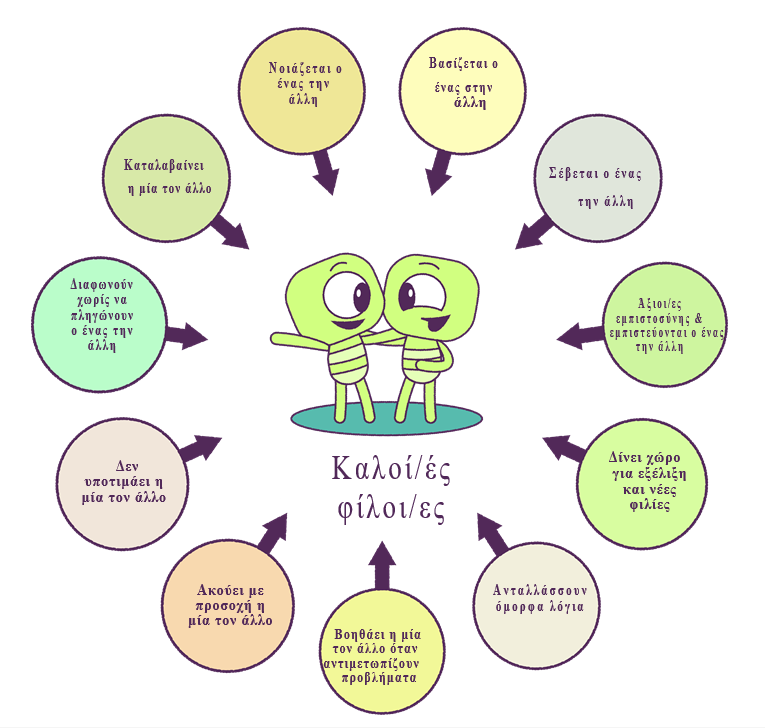 Νοιάζεται ο
ένας την
άλλη
Βασίζεται ο
ένας στην
άλλη
Καταλαβαίνει
η μία τον άλλο
Σέβεται ο ένας
την άλλη
Διαφωνούν
χωρίς να
πληγώνουν
ο ένας την
άλλη
Άξιοι/ες
εμπιστοσύνης &
εμπιστεύονται ο ένας
την άλλη
Δεν
υποτιμάει η
μία τον άλλο
Καλοί/ές
φίλοι/ες
Δίνει χώρο
για εξέλιξη
και νέες
φιλίες
Ακούει με
προσοχή η
μία τον άλλο
Βοηθάει η μία
τον άλλο όταν
αντιμετωπίζουν
προβλήματα
Ανταλλάσσουν
όμορφα λόγια